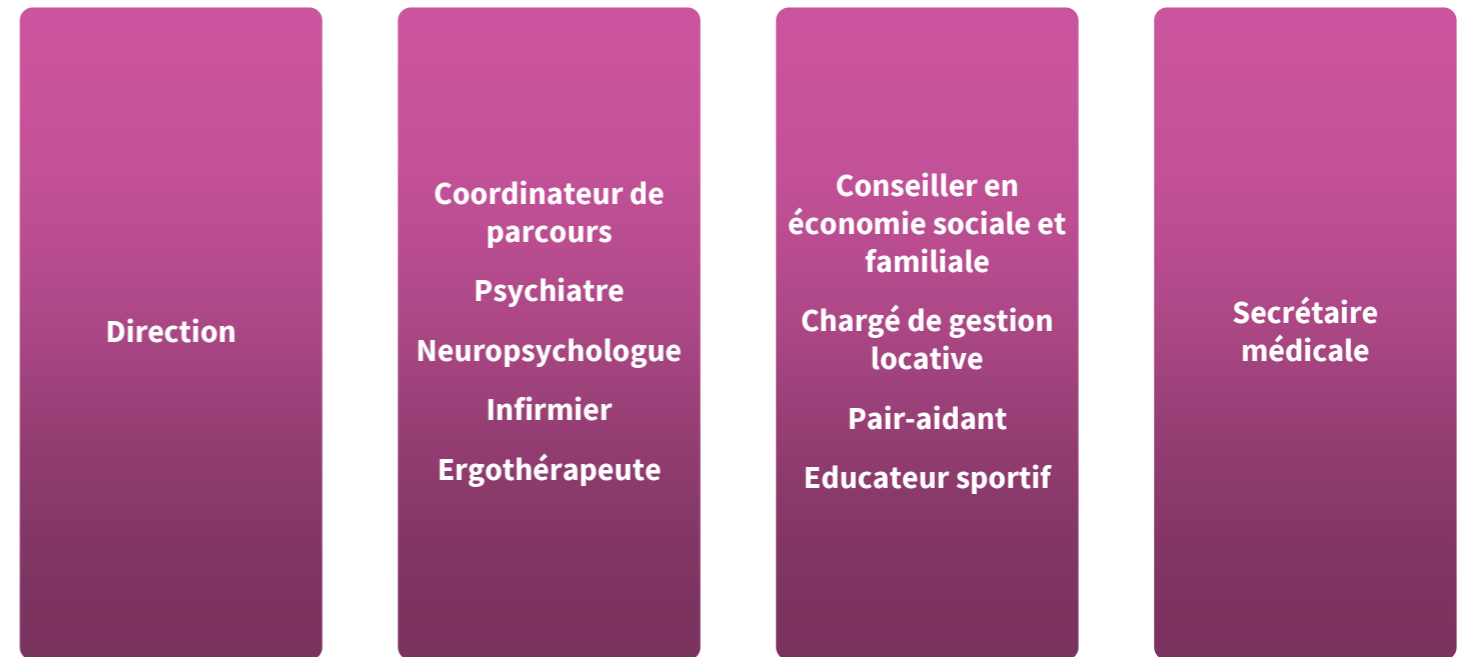 Direction
Coordinateur de
parcours
Psychiatre
Neuropsychologue
Infirmier
Ergothérapeute
Conseiller en
économie sociale et
familiale
Chargé de gestion
locative
Pair-aidant
Educateur sportif
Secrétaire
médicale